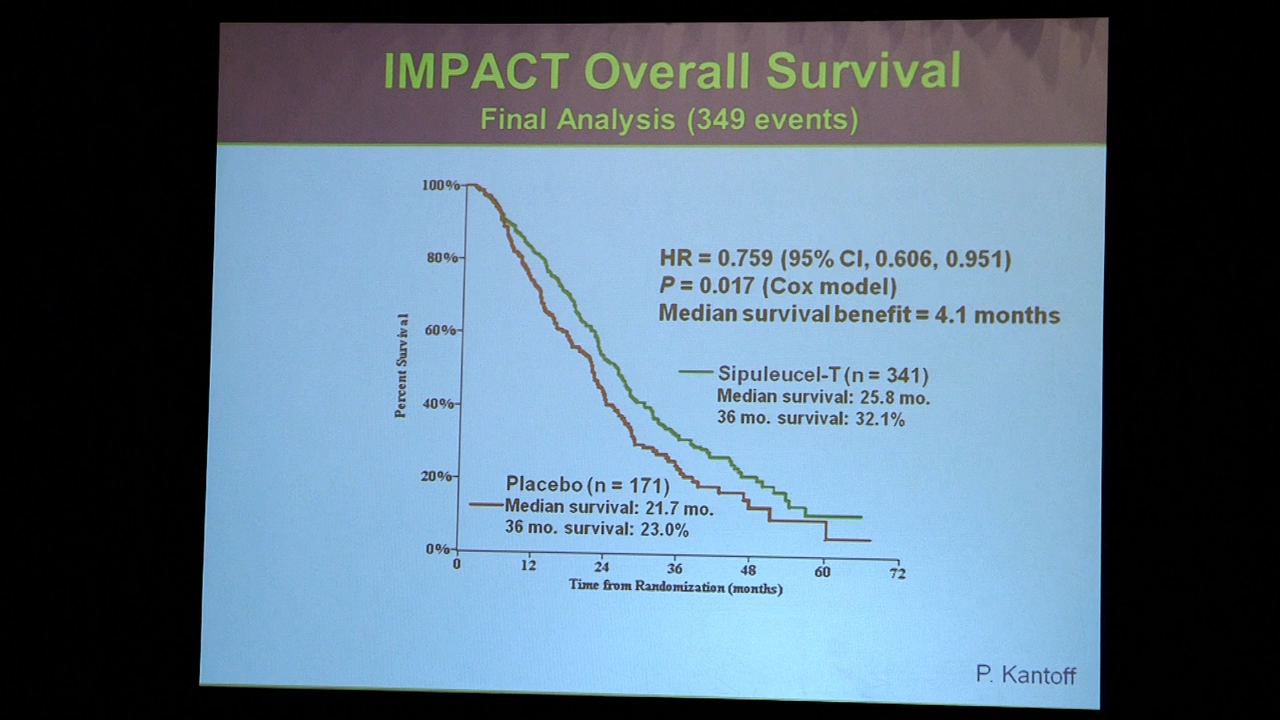 IMPACT Overall Survival
Final Analysis (349 events)
100%
80%
60%
40%
20%
0%
Percent Survival
HR = 0.759 (95% CI, 0.606, 0.951)
P = 0.017 (Cox model)
Median survival benefit = 4.1 months
Sipuleucel-T (n = 341)
Median survival: 25.8 mo.
36 mo. survival: 32.1%
Placebo (n = 171)
Median survival: 21.7 mo.
36 mo. survival: 23.0%
0 12 24 36 48 60 72
Time from Randomization (months)
P. Kantoff